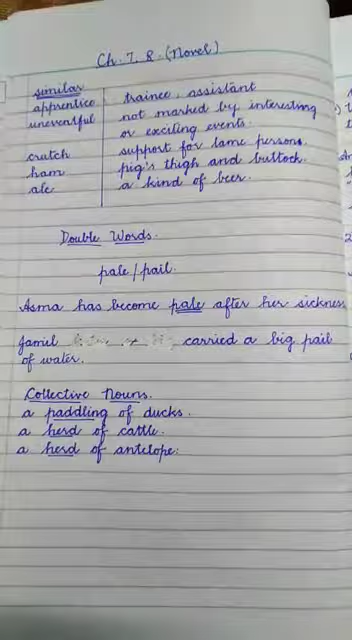 Ch. 7, 8. (Novel)
similar
apprentice trainee, assistant
uneventful not marked by interesting
or exciting events.
crutch support for lame persons.
ham pig's thigh and buttock.
ale a kind of beer.
Double Words.
pale/pail.
Asma has become pale after her sickness
Jamil carried a big pail
of water.
Collective Nouns.
a paddling of ducks.
a herd of cattle.
a herd of antelope.